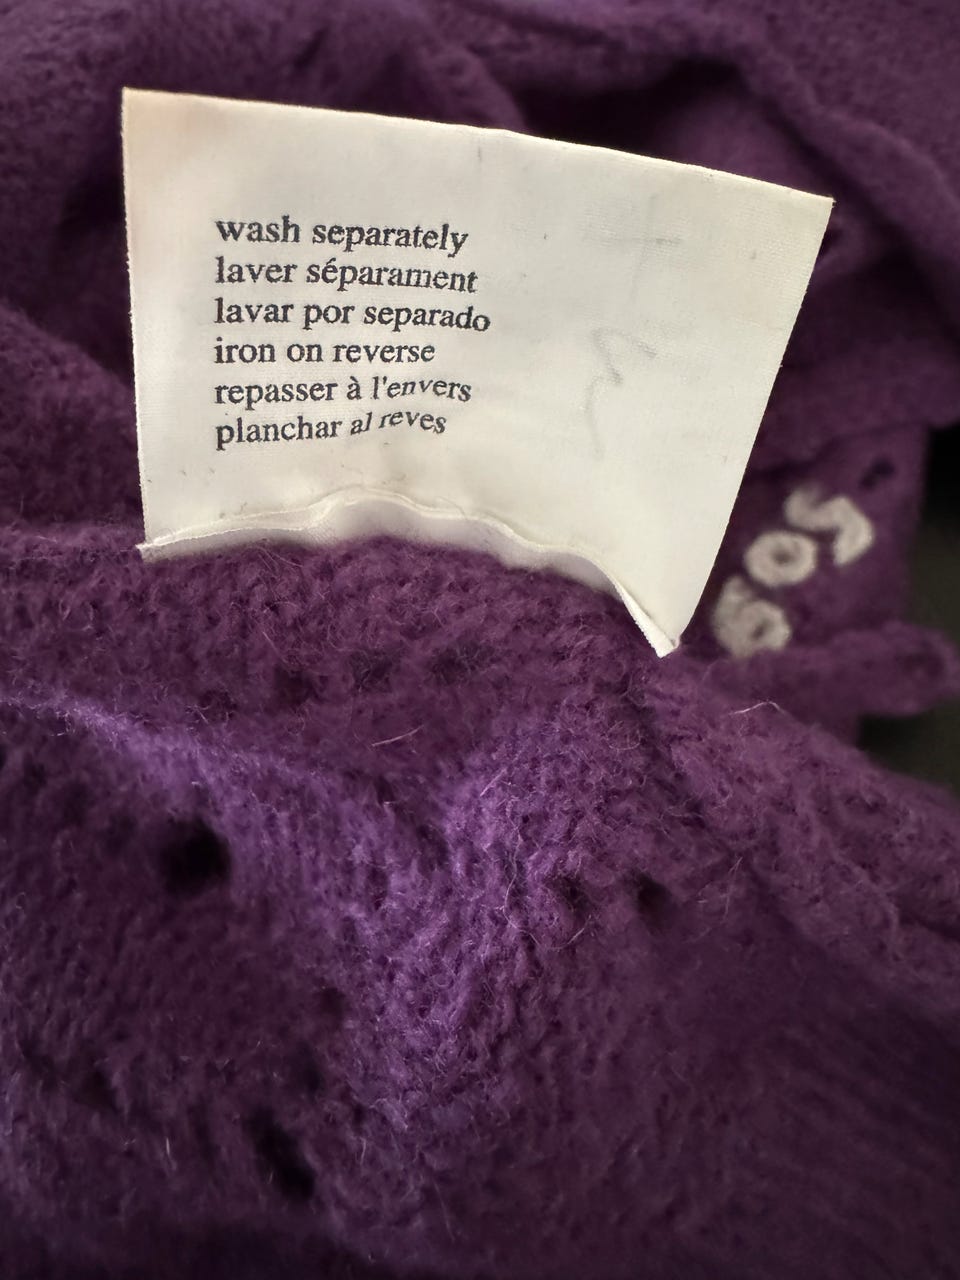 wash separately
laver séparament
lavar por separado
iron on reverse
repasser à l'envers
planchar al reves